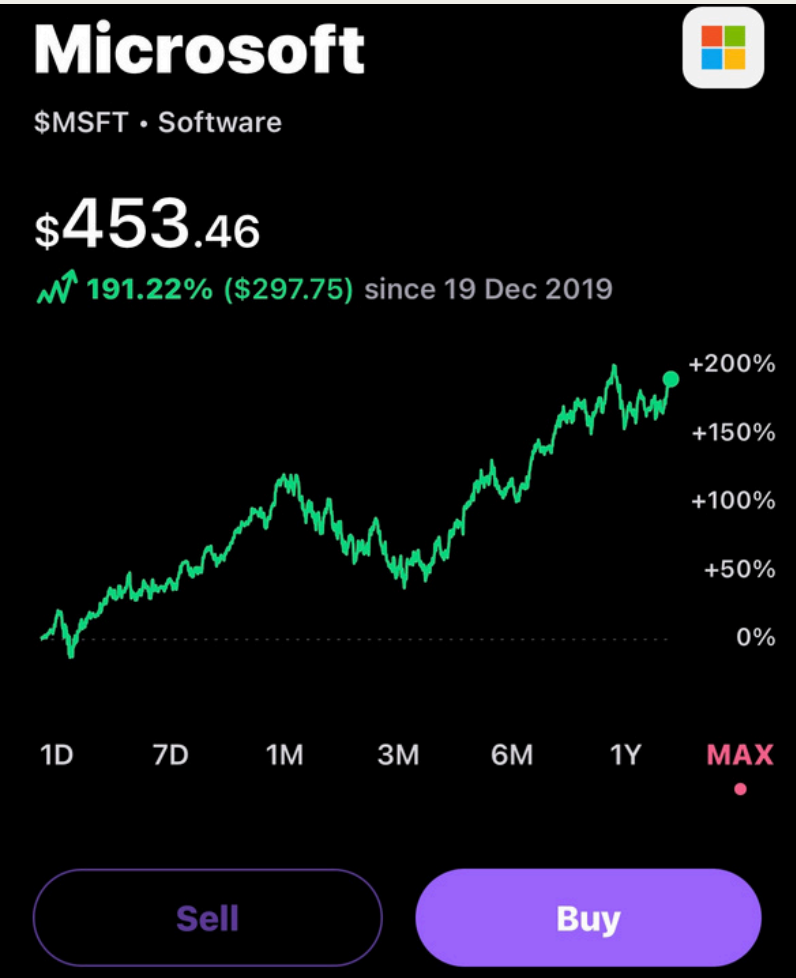 Microsoft
$MSFT • Software
$453.46
191.22% ($297.75) since 19 Dec 2019
+200%
+150%
+100%
+50%
0%
1D 7D 1M 3M 6M 1Y MAX
Sell Buy